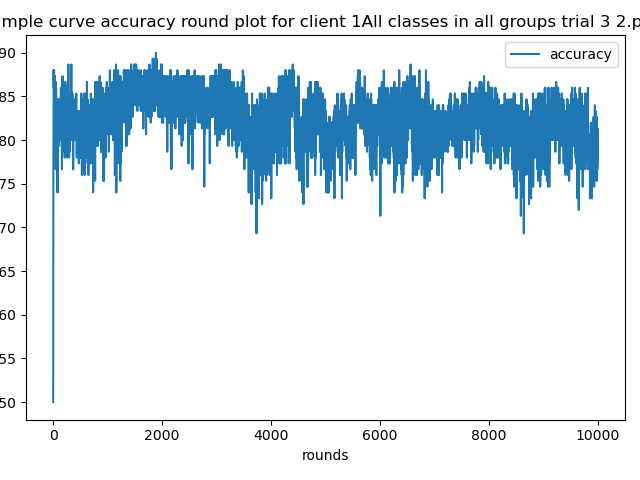 mple curve accuracy round plot for client 1All classes in all groups trial 3 2.p
accuracy
90
85
80
75
70
65
60
55
50
0 2000 4000 6000 8000 10000
rounds